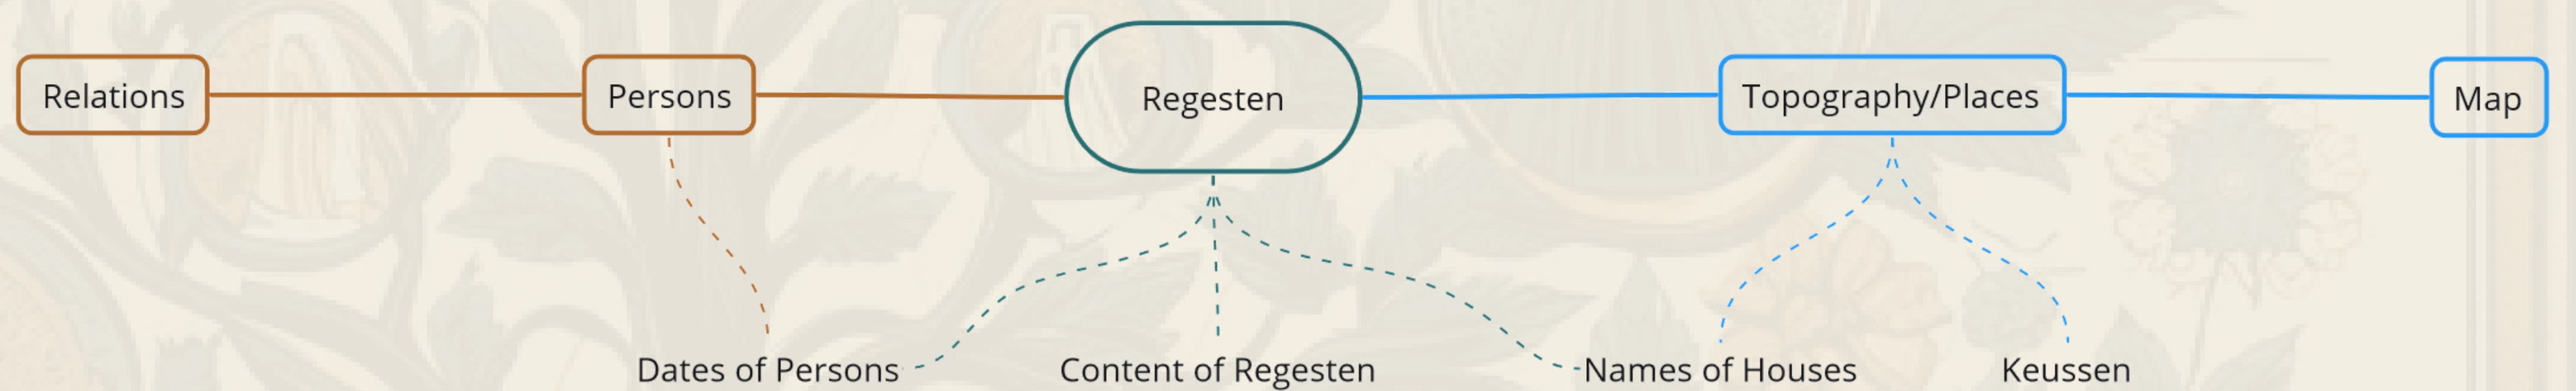 Relations
Persons
Regesten
Topography/Places
Map
Dates of Persons
Content of Regesten
Names of Houses
Keussen